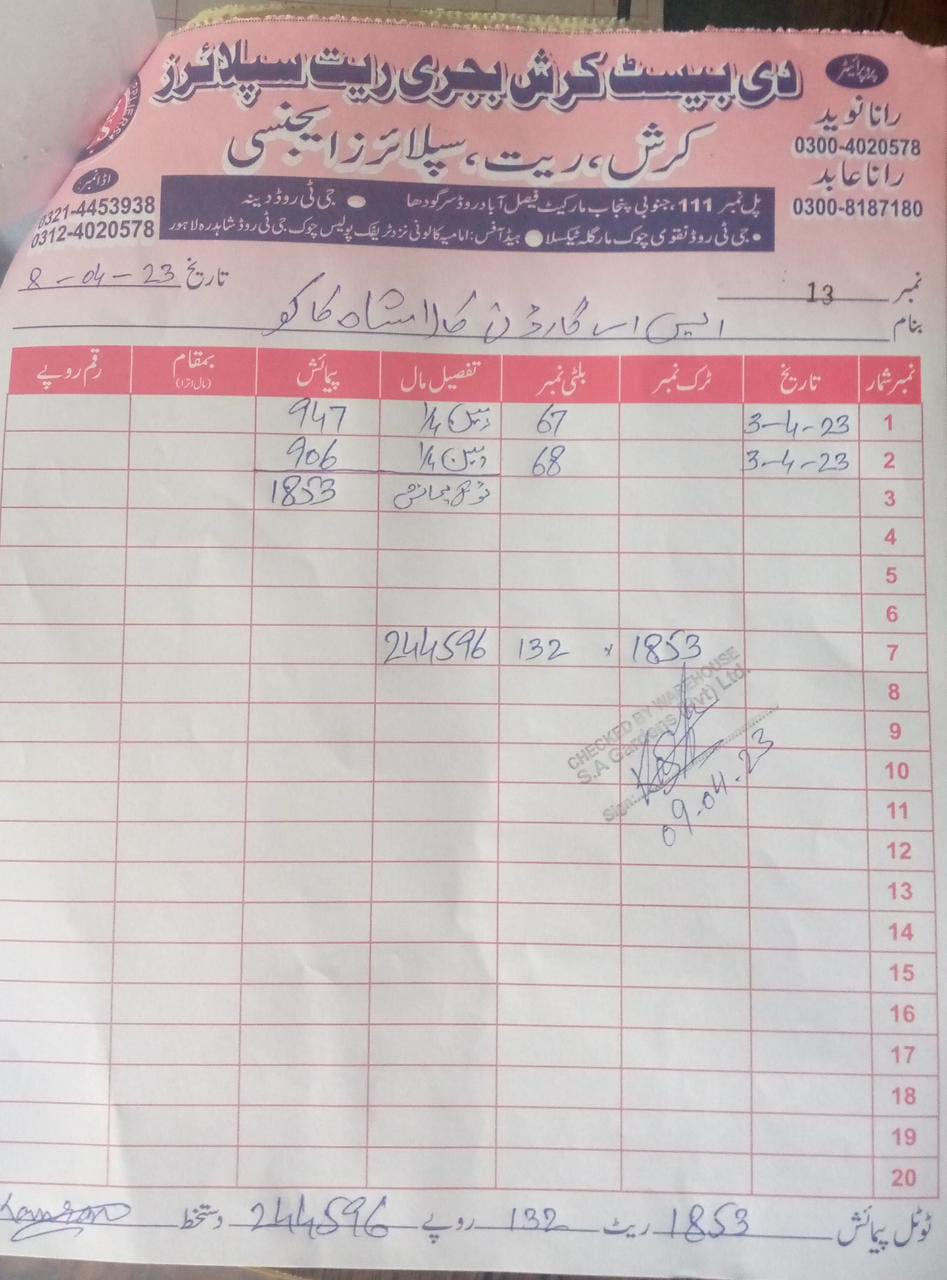 دی بیسٹ کرش بجری ریت سپلائرز
پروپرائیٹر
کرش، ریت، سپلائرز ایجنسی
رانا نوید
0300-4020578
رانا عابد
0300-8187180
اڈا نمبر:
0321-4453938
0312-4020578
پل نمبر 111، جنوبی پنجاب مارکیٹ فیصل آباد روڈ سرگودھا ● جی ٹی روڈ دینہ
● جی ٹی روڈ نقوی چوک مارگلہ ٹیکسلا ● ہیڈ آفس: امامیہ کالونی نزد ٹریفک پولیس چوک جی ٹی روڈ شاہدرہ لاہور
نمبر 13 تاریخ 8-04-23
بنام ایس اے گارڈن کالا شاہ کاکو
نمبر شمار تاریخ ٹرک نمبر بلٹی نمبر تفصیل مال پیمائش بمقام (مال اترا) رقم روپے
1 3-4-23 67 1/4 947
2 3-4-23 68 1/4 906
3 ٹوٹل پیمائش 1853
4
5
6
7 1853 × 132 244596
8
9
10
11
12
13
14
15
16
17
18
19
20
CHECKED BY WAREHOUSE
S.A Gardens (Pvt) Ltd.
Sign:
09-04-23
ٹوٹل پیمائش 1853 ریٹ 132 روپے 244596 دستخط